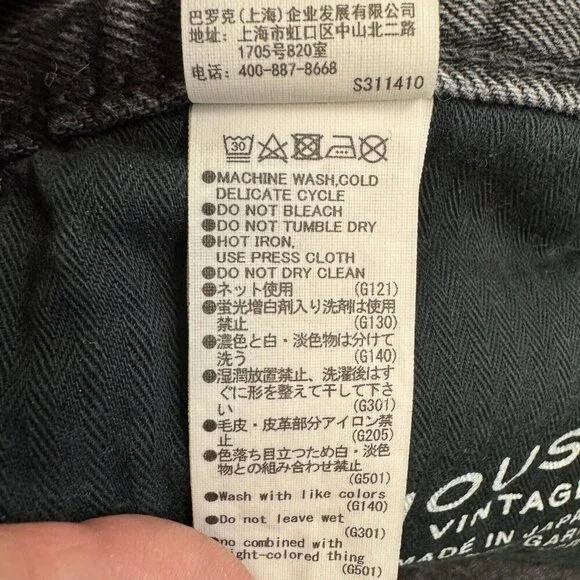 巴罗克(上海)企业发展有限公司
地址: 上海市虹口区中山北二路
1705号820室
电话: 400-887-8668
S311410
30
●MACHINE WASH,COLD
DELICATE CYCLE
●DO NOT BLEACH
●DO NOT TUMBLE DRY
●HOT IRON,
USE PRESS CLOTH
●DO NOT DRY CLEAN
●ネット使用 (G121)
●蛍光増白剤入り洗剤は使用
禁止 (G130)
●濃色と白・淡色物は分けて
洗う (G140)
●湿潤放置禁止、洗濯後はす
ぐに形を整えて干して下さ
い (G301)
●毛皮・皮革部分アイロン禁
止 (G205)
●色落ち目立つため白・淡色
物との組み合わせ禁止
(G501)
●Wash with like colors
(G140)
●Do not leave wet
(G301)
●no combined with
ight-colored thing
(G501)
OUS
VINTAGE
MADE IN JAPA
GAR